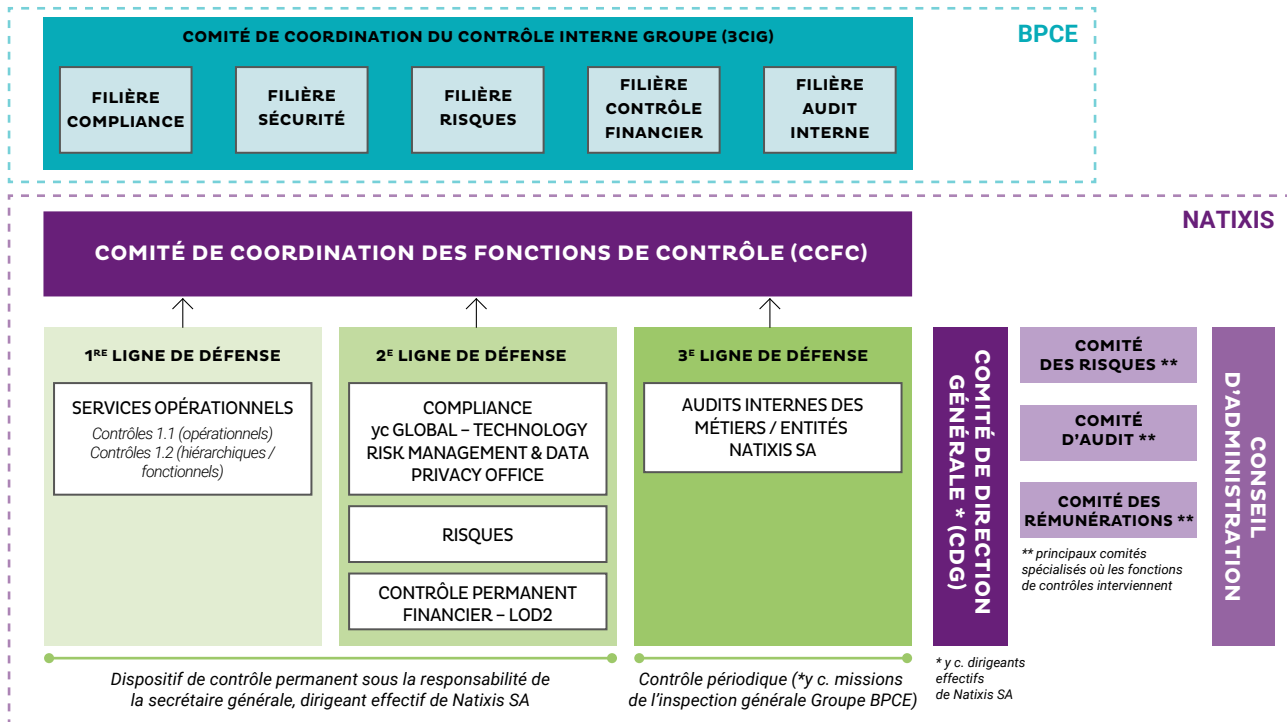 BPCE
COMITÉ DE COORDINATION DU CONTRÔLE INTERNE GROUPE (3CIG)
FILIÈRE
COMPLIANCE
FILIÈRE
SÉCURITÉ
FILIÈRE
RISQUES
FILIÈRE
CONTRÔLE
FINANCIER
FILIÈRE
AUDIT
INTERNE
NATIXIS
COMITÉ DE COORDINATION DES FONCTIONS DE CONTRÔLE (CCFC)
1RE LIGNE DE DÉFENSE
SERVICES OPÉRATIONNELS
Contrôles 1.1 (opérationnels)
Contrôles 1.2 (hiérarchiques /
fonctionnels)
2E LIGNE DE DÉFENSE
COMPLIANCE
yc GLOBAL – TECHNOLOGY
RISK MANAGEMENT & DATA
PRIVACY OFFICE
RISQUES
CONTRÔLE PERMANENT
FINANCIER – LOD2
3E LIGNE DE DÉFENSE
AUDITS INTERNES DES
MÉTIERS / ENTITÉS
NATIXIS SA
COMITÉ DE DIRECTION
GÉNÉRALE * (CDG)
COMITÉ
DES RISQUES **
COMITÉ
D'AUDIT **
COMITÉ DES
RÉMUNÉRATIONS **
** principaux comités
spécialisés où les fonctions
de contrôles interviennent
CONSEIL
D'ADMINISTRATION
Dispositif de contrôle permanent sous la responsabilité de
la secrétaire générale, dirigeant effectif de Natixis SA
Contrôle périodique (*y c. missions
de l'inspection générale Groupe BPCE)
* y c. dirigeants
effectifs
de Natixis SA